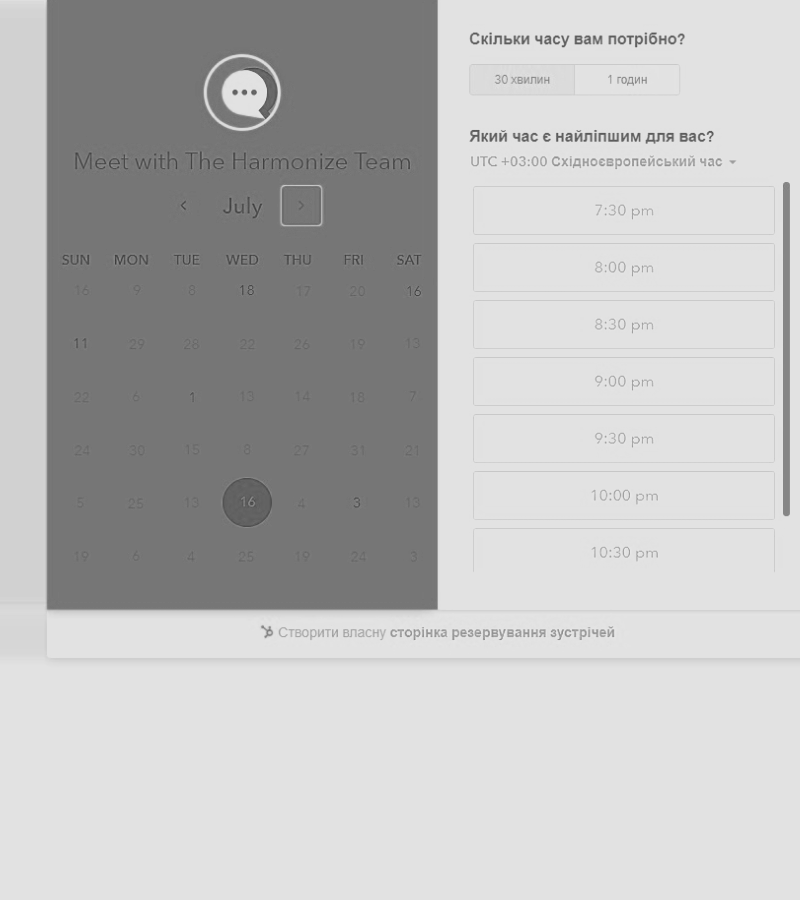 Meet with The Harmonize Team
July
SUN MON TUE WED THU FRI SAT
16 9 8 18 17 20 16
11 29 28 22 26 19 13
22 6 1 13 14 18 7
24 30 15 8 27 31 21
5 25 13 16 4 3 13
19 6 4 25 19 24 3
Скільки часу вам потрібно?
30 хвилин 1 годин
Який час є найліпшим для вас?
UTC +03:00 Східноєвропейський час
7:30 pm
8:00 pm
8:30 pm
9:00 pm
9:30 pm
10:00 pm
10:30 pm
Створити власну сторінка резервування зустрічей